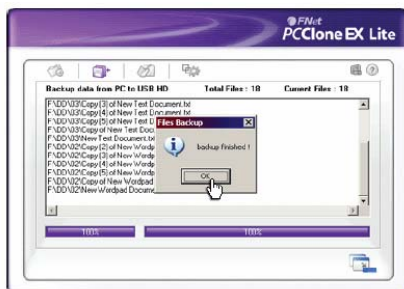 FNet
PCClone EX Lite
Backup data from PC to USB HD Total Files : 18 Current Files : 18
F:\DD\03\Copy (3) of New Text Document.txt
F:\DD\03\Copy (4) of New Text Document.txt
F:\DD\03\Copy (5) of New Text D
F:\DD\03\Copy of New Text Docu
F:\DD\03\New Text Document.tx
F:\DD\02\Copy (2) of New Wordp
F:\DD\02\Copy (3) of New Wordp
F:\DD\02\Copy (4) of New Wordp
F:\DD\02\Copy (5) of New Wordp
F:\DD\02\Copy of New Wordpad
F:\DD\02\New Wordpad Docume
Files Backup
backup finished !
OK
100% 100%